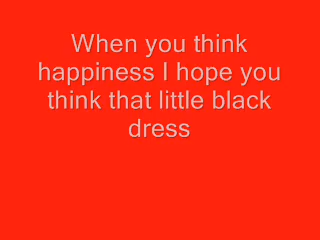 When you think
happiness I hope you
think that little black
dress